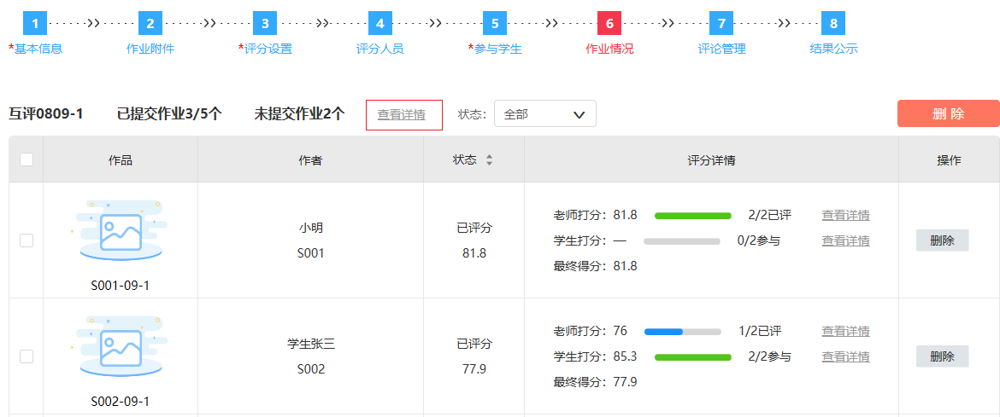 1 2 3 4 5 6 7 8
*基本信息 作业附件 *评分设置 评分人员 *参与学生 作业情况 评论管理 结果公示
互评0809-1 已提交作业3/5个 未提交作业2个 查看详情 状态： 全部 删 除
作品 作者 状态 评分详情 操作
老师打分：81.8 2/2已评 查看详情
小明 已评分
学生打分：— 0/2参与 查看详情 删除
S001 81.8
最终得分：81.8
S001-09-1
老师打分：76 1/2已评 查看详情
学生张三 已评分
学生打分：85.3 2/2参与 查看详情 删除
S002 77.9
最终得分：77.9
S002-09-1